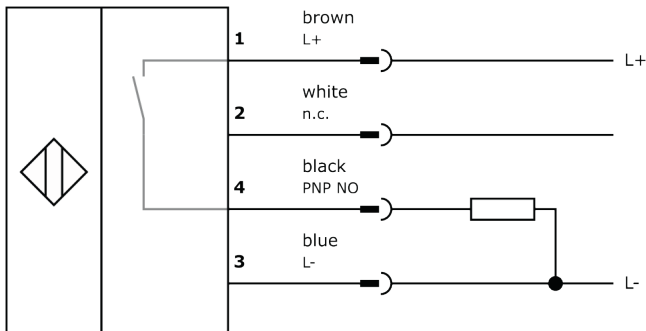 brown
1
L+
L+
white
2
n.c.
black
4
PNP NO
blue
3
L-
L-